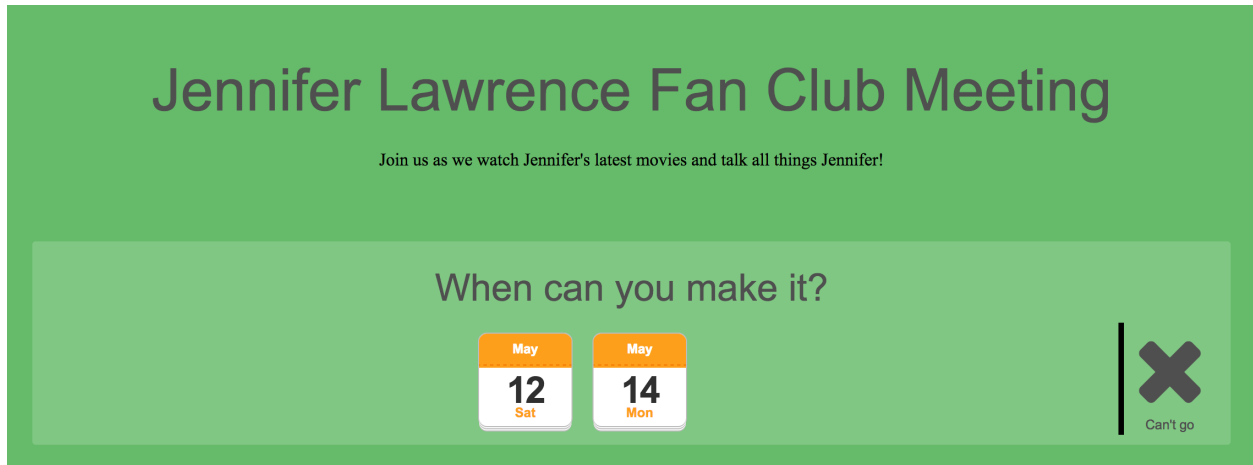 Jennifer Lawrence Fan Club Meeting
Join us as we watch Jennifer's latest movies and talk all things Jennifer!
When can you make it?
May
12
Sat
May
14
Mon
Can't go